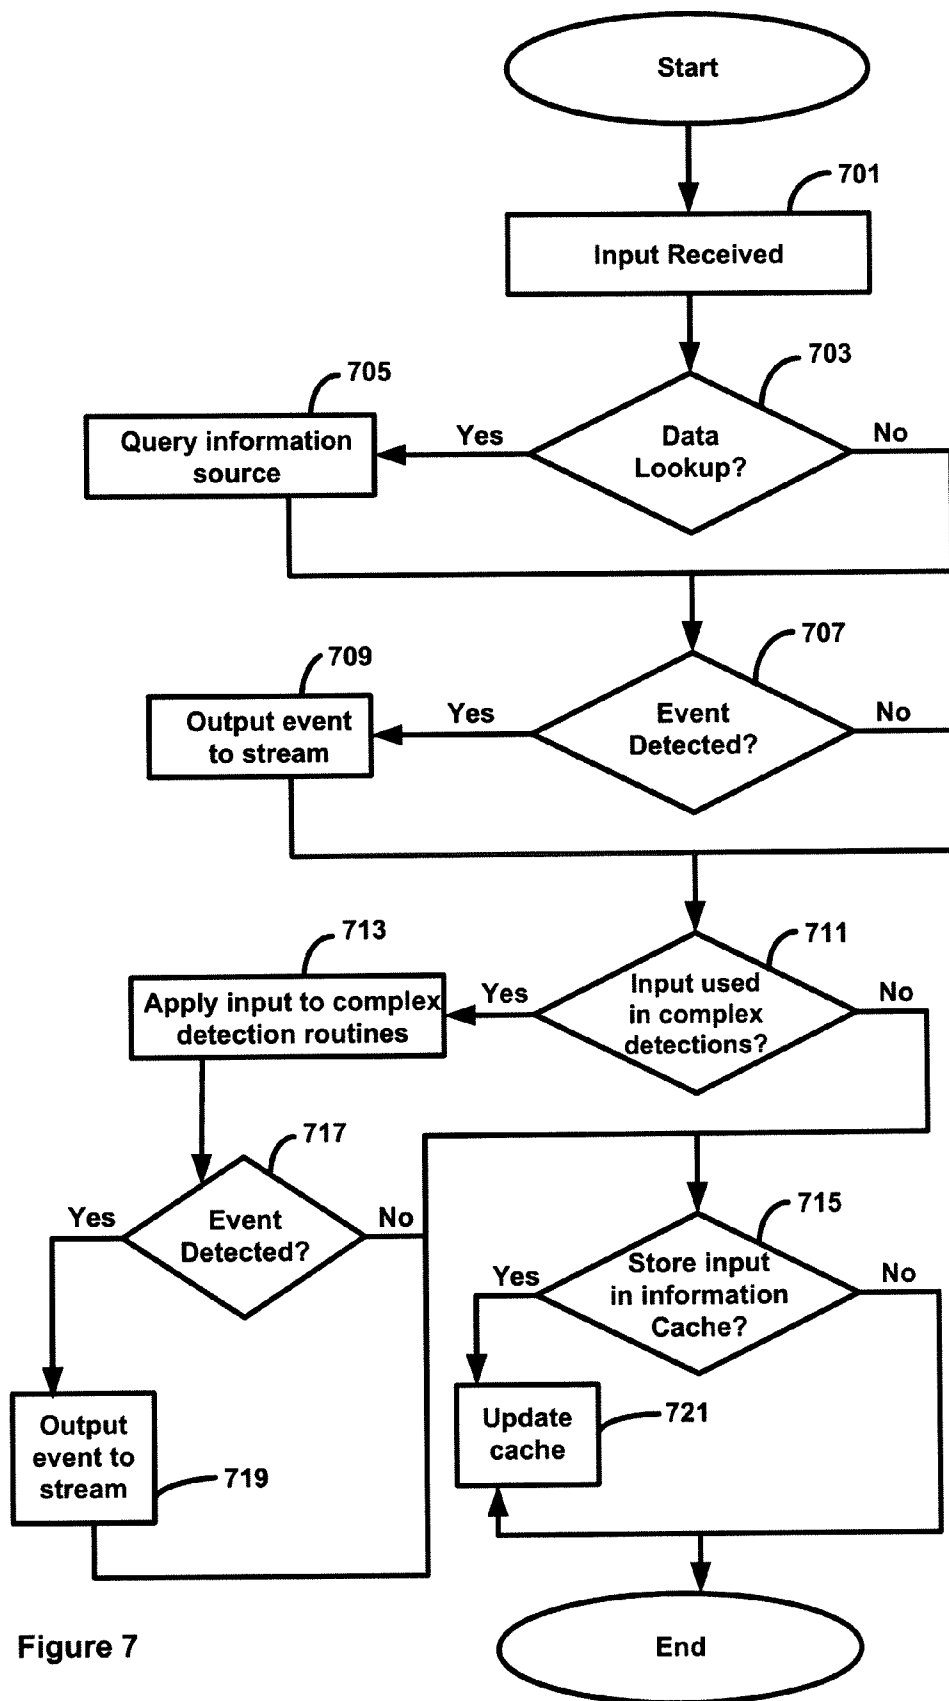 Start
701
Input Received
703
705
Query information
source
Yes
Data
Lookup?
No
707
709
Output event
to stream
Yes
Event
Detected?
No
711
713
Apply input to complex
detection routines
Yes
Input used
in complex
detections?
No
717
Yes
Event
Detected?
No
715
Yes
Store input
in information
Cache?
No
Output
event to
stream
719
Update
cache
721
Figure 7
End